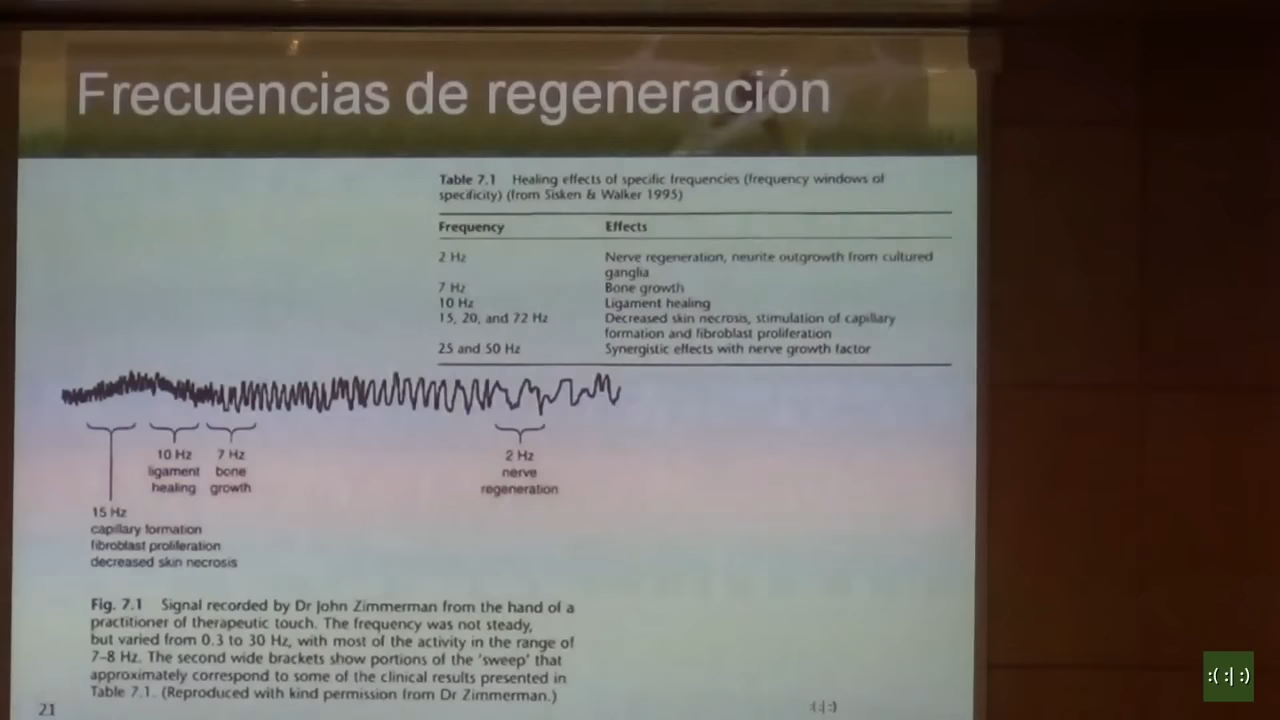 Frecuencias de regeneración
Table 7.1 Healing effects of specific frequencies (frequency windows of
specificity) (from Sisken & Walker 1995)
Frequency Effects
2 Hz Nerve regeneration, neurite outgrowth from cultured
ganglia
7 Hz Bone growth
10 Hz Ligament healing
15, 20, and 72 Hz Decreased skin necrosis, stimulation of capillary
formation and fibroblast proliferation
25 and 50 Hz Synergistic effects with nerve growth factor
10 Hz
ligament
healing
7 Hz
bone
growth
2 Hz
nerve
regeneration
15 Hz
capillary formation
fibroblast proliferation
decreased skin necrosis
Fig. 7.1 Signal recorded by Dr John Zimmerman from the hand of a
practitioner of therapeutic touch. The frequency was not steady,
but varied from 0.3 to 30 Hz, with most of the activity in the range of
7–8 Hz. The second wide brackets show portions of the 'sweep' that
approximately correspond to some of the clinical results presented in
Table 7.1. (Reproduced with kind permission from Dr Zimmerman.)
21
:(:|:)
:(:|:)